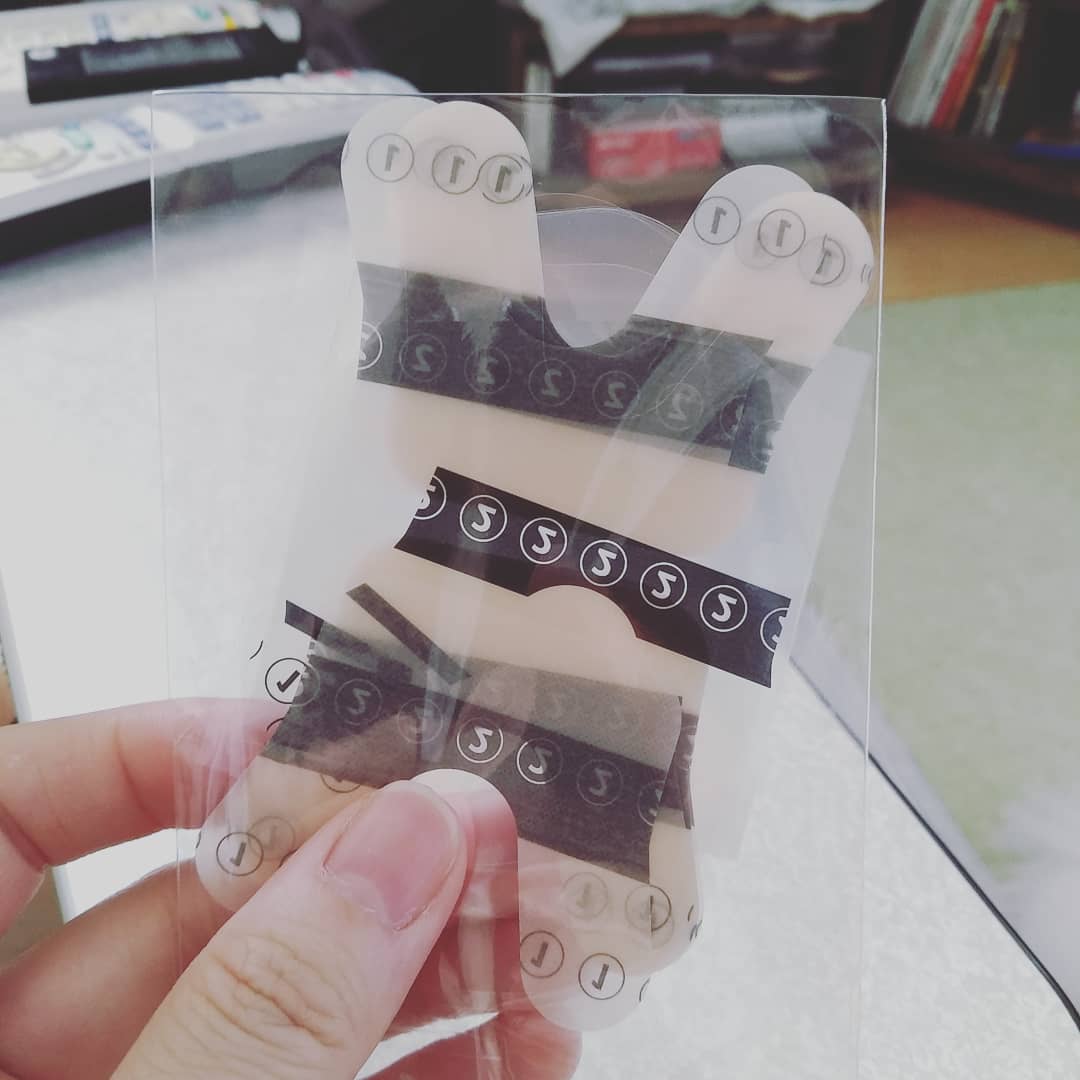 ① ① ①
① ① ①
② ② ② ② ② ②
② ② ② ② ② ②
①
② ② ② ② ②
①
① ①
① ①